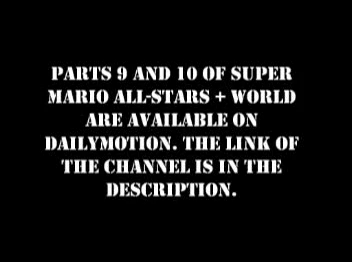 PARTS 9 AND 10 OF SUPER
MARIO ALL-STARS + WORLD
ARE AVAILABLE ON
DAILYMOTION. THE LINK OF
THE CHANNEL IS IN THE
DESCRIPTION.